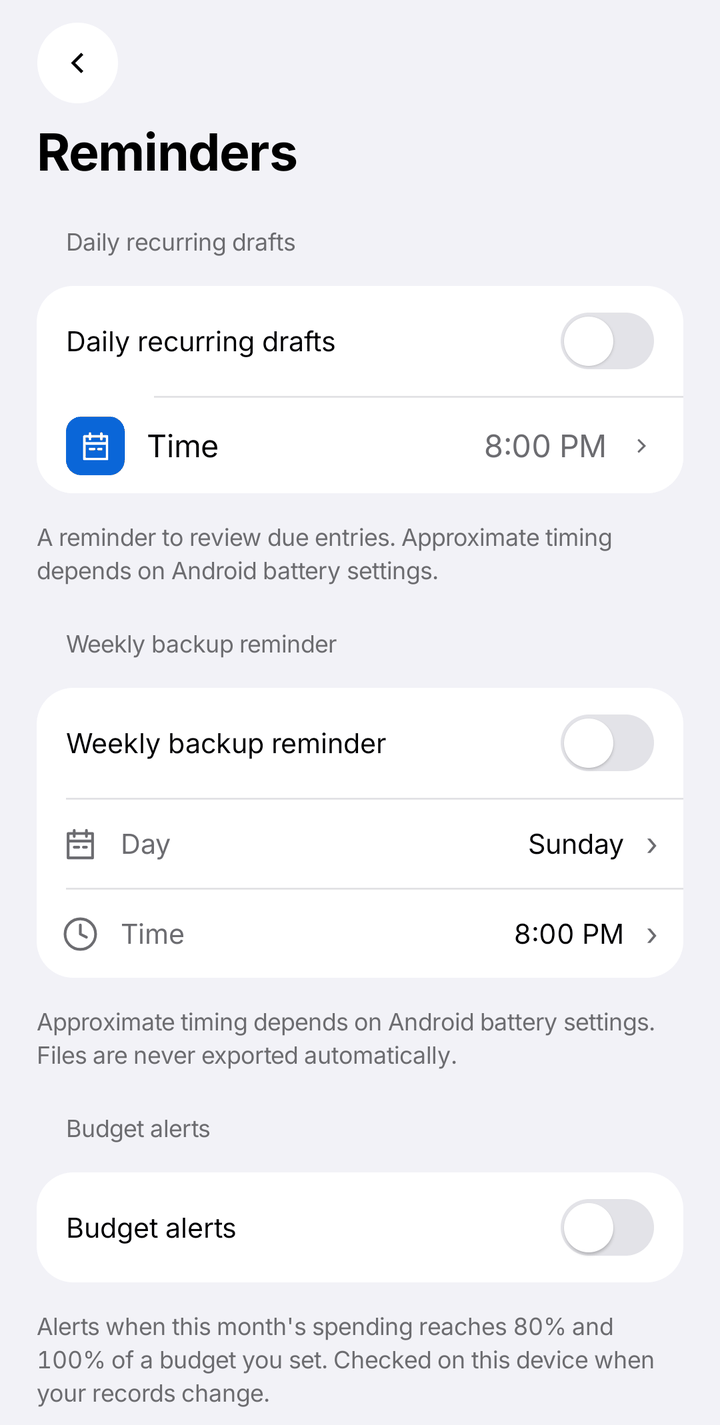 Reminders
Daily recurring drafts
Daily recurring drafts
Time 8:00 PM
A reminder to review due entries. Approximate timing
depends on Android battery settings.
Weekly backup reminder
Weekly backup reminder
Day Sunday
Time 8:00 PM
Approximate timing depends on Android battery settings.
Files are never exported automatically.
Budget alerts
Budget alerts
Alerts when this month's spending reaches 80% and
100% of a budget you set. Checked on this device when
your records change.